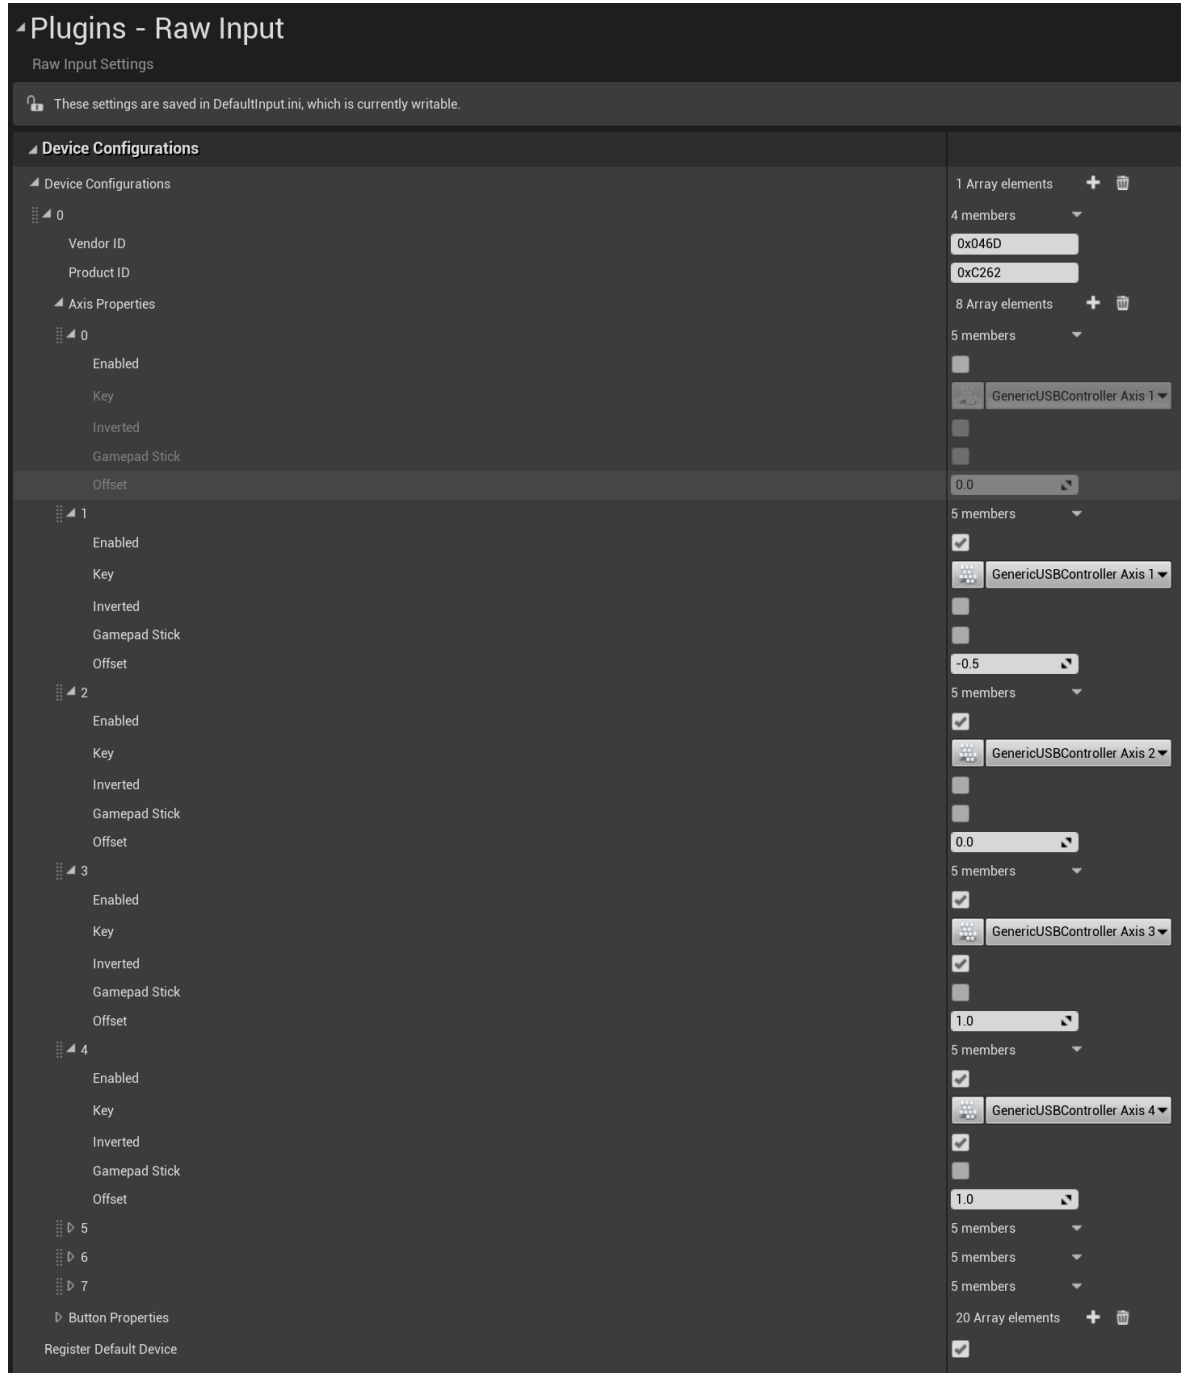 Plugins - Raw Input
Raw Input Settings
These settings are saved in DefaultInput.ini, which is currently writable.
Device Configurations
Device Configurations 1 Array elements
0 4 members
Vendor ID 0x046D
Product ID 0xC262
Axis Properties 8 Array elements
0 5 members
Enabled
Key GenericUSBController Axis 1
Inverted
Gamepad Stick
Offset 0.0
1 5 members
Enabled
Key GenericUSBController Axis 1
Inverted
Gamepad Stick
Offset -0.5
2 5 members
Enabled
Key GenericUSBController Axis 2
Inverted
Gamepad Stick
Offset 0.0
3 5 members
Enabled
Key GenericUSBController Axis 3
Inverted
Gamepad Stick
Offset 1.0
4 5 members
Enabled
Key GenericUSBController Axis 4
Inverted
Gamepad Stick
Offset 1.0
5 5 members
6 5 members
7 5 members
Button Properties 20 Array elements
Register Default Device